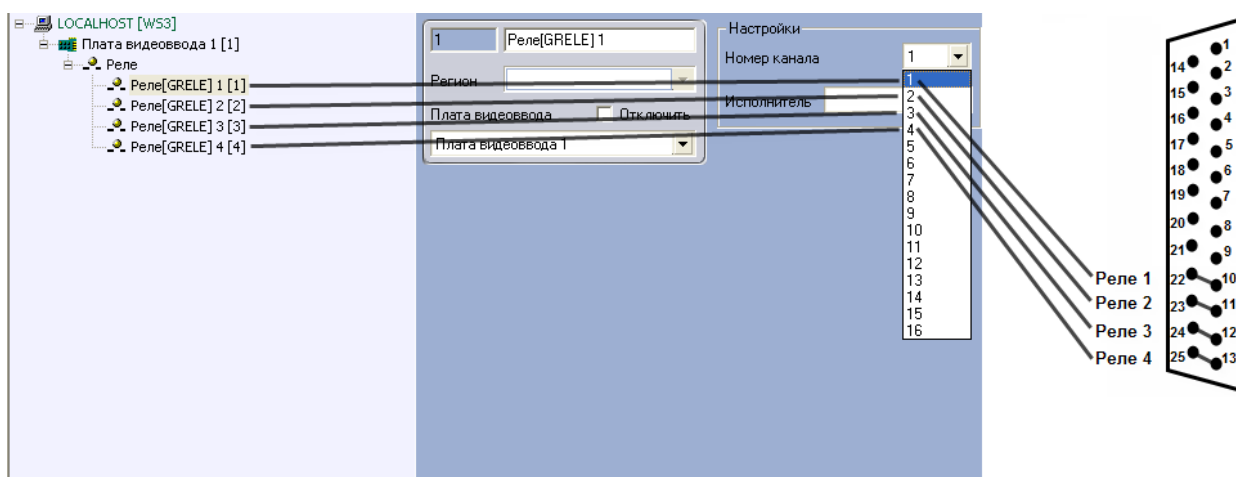 LOCALHOST [WS3]
Плата видеоввода 1 [1]
Реле
Реле[GRELE] 1 [1]
Реле[GRELE] 2 [2]
Реле[GRELE] 3 [3]
Реле[GRELE] 4 [4]
1 Реле[GRELE] 1
Регион
Плата видеоввода Отключить
Плата видеоввода 1
Настройки
Номер канала 1
Исполнитель
1
2
3
4
5
6
7
8
9
10
11
12
13
14
15
16
Реле 1
Реле 2
Реле 3
Реле 4
1
14 2
15 3
16 4
17 5
18 6
19 7
20 8
21 9
22 10
23 11
24 12
25 13